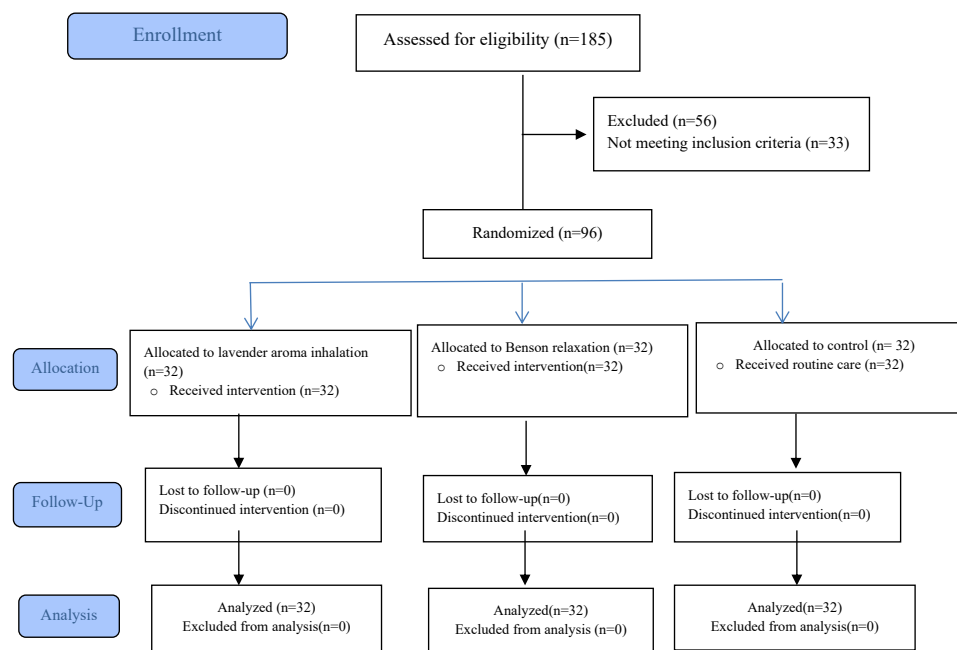 Enrollment
Assessed for eligibility (n=185)
Excluded (n=56)
Not meeting inclusion criteria (n=33)
Randomized (n=96)
Allocation
Allocated to lavender aroma inhalation
(n=32)
○ Received intervention (n=32)
Allocated to Benson relaxation (n=32)
○ Received intervention(n=32)
Allocated to control (n= 32)
○ Received routine care (n=32)
Follow-Up
Lost to follow-up (n=0)
Discontinued intervention (n=0)
Lost to follow-up(n=0)
Discontinued intervention(n=0)
Lost to follow-up(n=0)
Discontinued intervention(n=0)
Analysis
Analyzed (n=32)
Excluded from analysis(n=0)
Analyzed(n=32)
Excluded from analysis (n=0)
Analyzed(n=32)
Excluded from analysis(n=0)